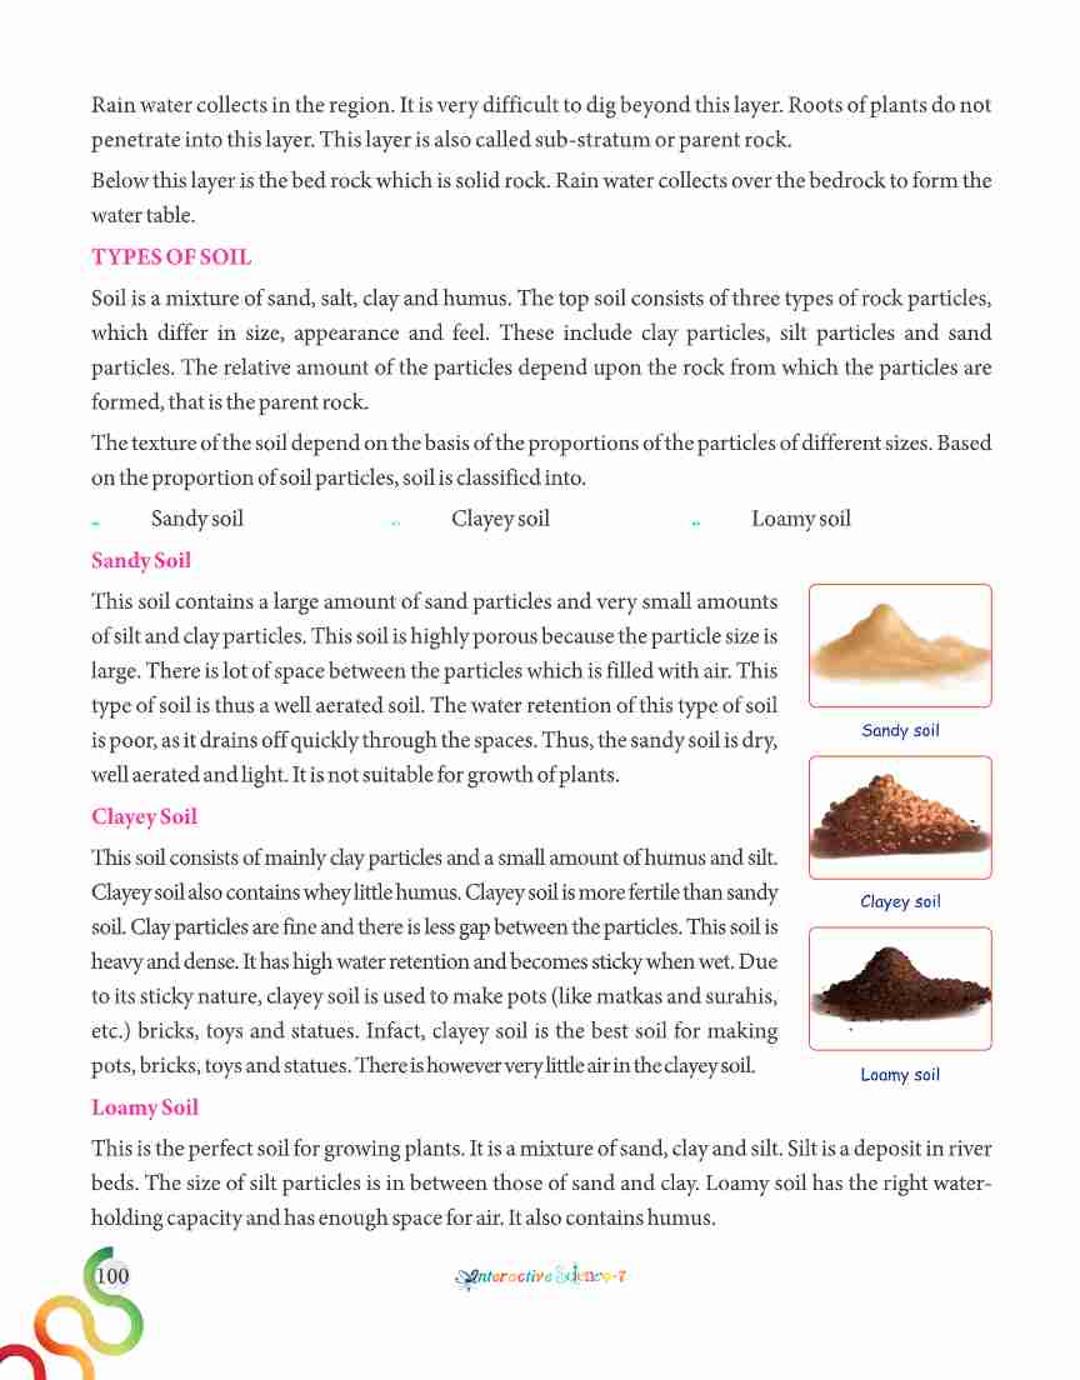 Rain water collects in the region. It is very difficult to dig beyond this layer. Roots of plants do not
penetrate into this layer. This layer is also called sub-stratum or parent rock.
Below this layer is the bed rock which is solid rock. Rain water collects over the bedrock to form the
water table.
TYPES OF SOIL
Soil is a mixture of sand, salt, clay and humus. The top soil consists of three types of rock particles,
which differ in size, appearance and feel. These include clay particles, silt particles and sand
particles. The relative amount of the particles depend upon the rock from which the particles are
formed, that is the parent rock.
The texture of the soil depend on the basis of the proportions of the particles of different sizes. Based
on the proportion of soil particles, soil is classified into.
Sandy soil Clayey soil Loamy soil
Sandy Soil
This soil contains a large amount of sand particles and very small amounts
of silt and clay particles. This soil is highly porous because the particle size is
large. There is lot of space between the particles which is filled with air. This
type of soil is thus a well aerated soil. The water retention of this type of soil
is poor, as it drains off quickly through the spaces. Thus, the sandy soil is dry,
well aerated and light. It is not suitable for growth of plants.
Sandy soil
Clayey Soil
This soil consists of mainly clay particles and a small amount of humus and silt.
Clayey soil also contains whey little humus. Clayey soil is more fertile than sandy
soil. Clay particles are fine and there is less gap between the particles. This soil is
heavy and dense. It has high water retention and becomes sticky when wet. Due
to its sticky nature, clayey soil is used to make pots (like matkas and surahis,
etc.) bricks, toys and statues. Infact, clayey soil is the best soil for making
pots, bricks, toys and statues. There is however very little air in the clayey soil.
Clayey soil
Loamy soil
Loamy Soil
This is the perfect soil for growing plants. It is a mixture of sand, clay and silt. Silt is a deposit in river
beds. The size of silt particles is in between those of sand and clay. Loamy soil has the right water-
holding capacity and has enough space for air. It also contains humus.
100
Interactive Science-7